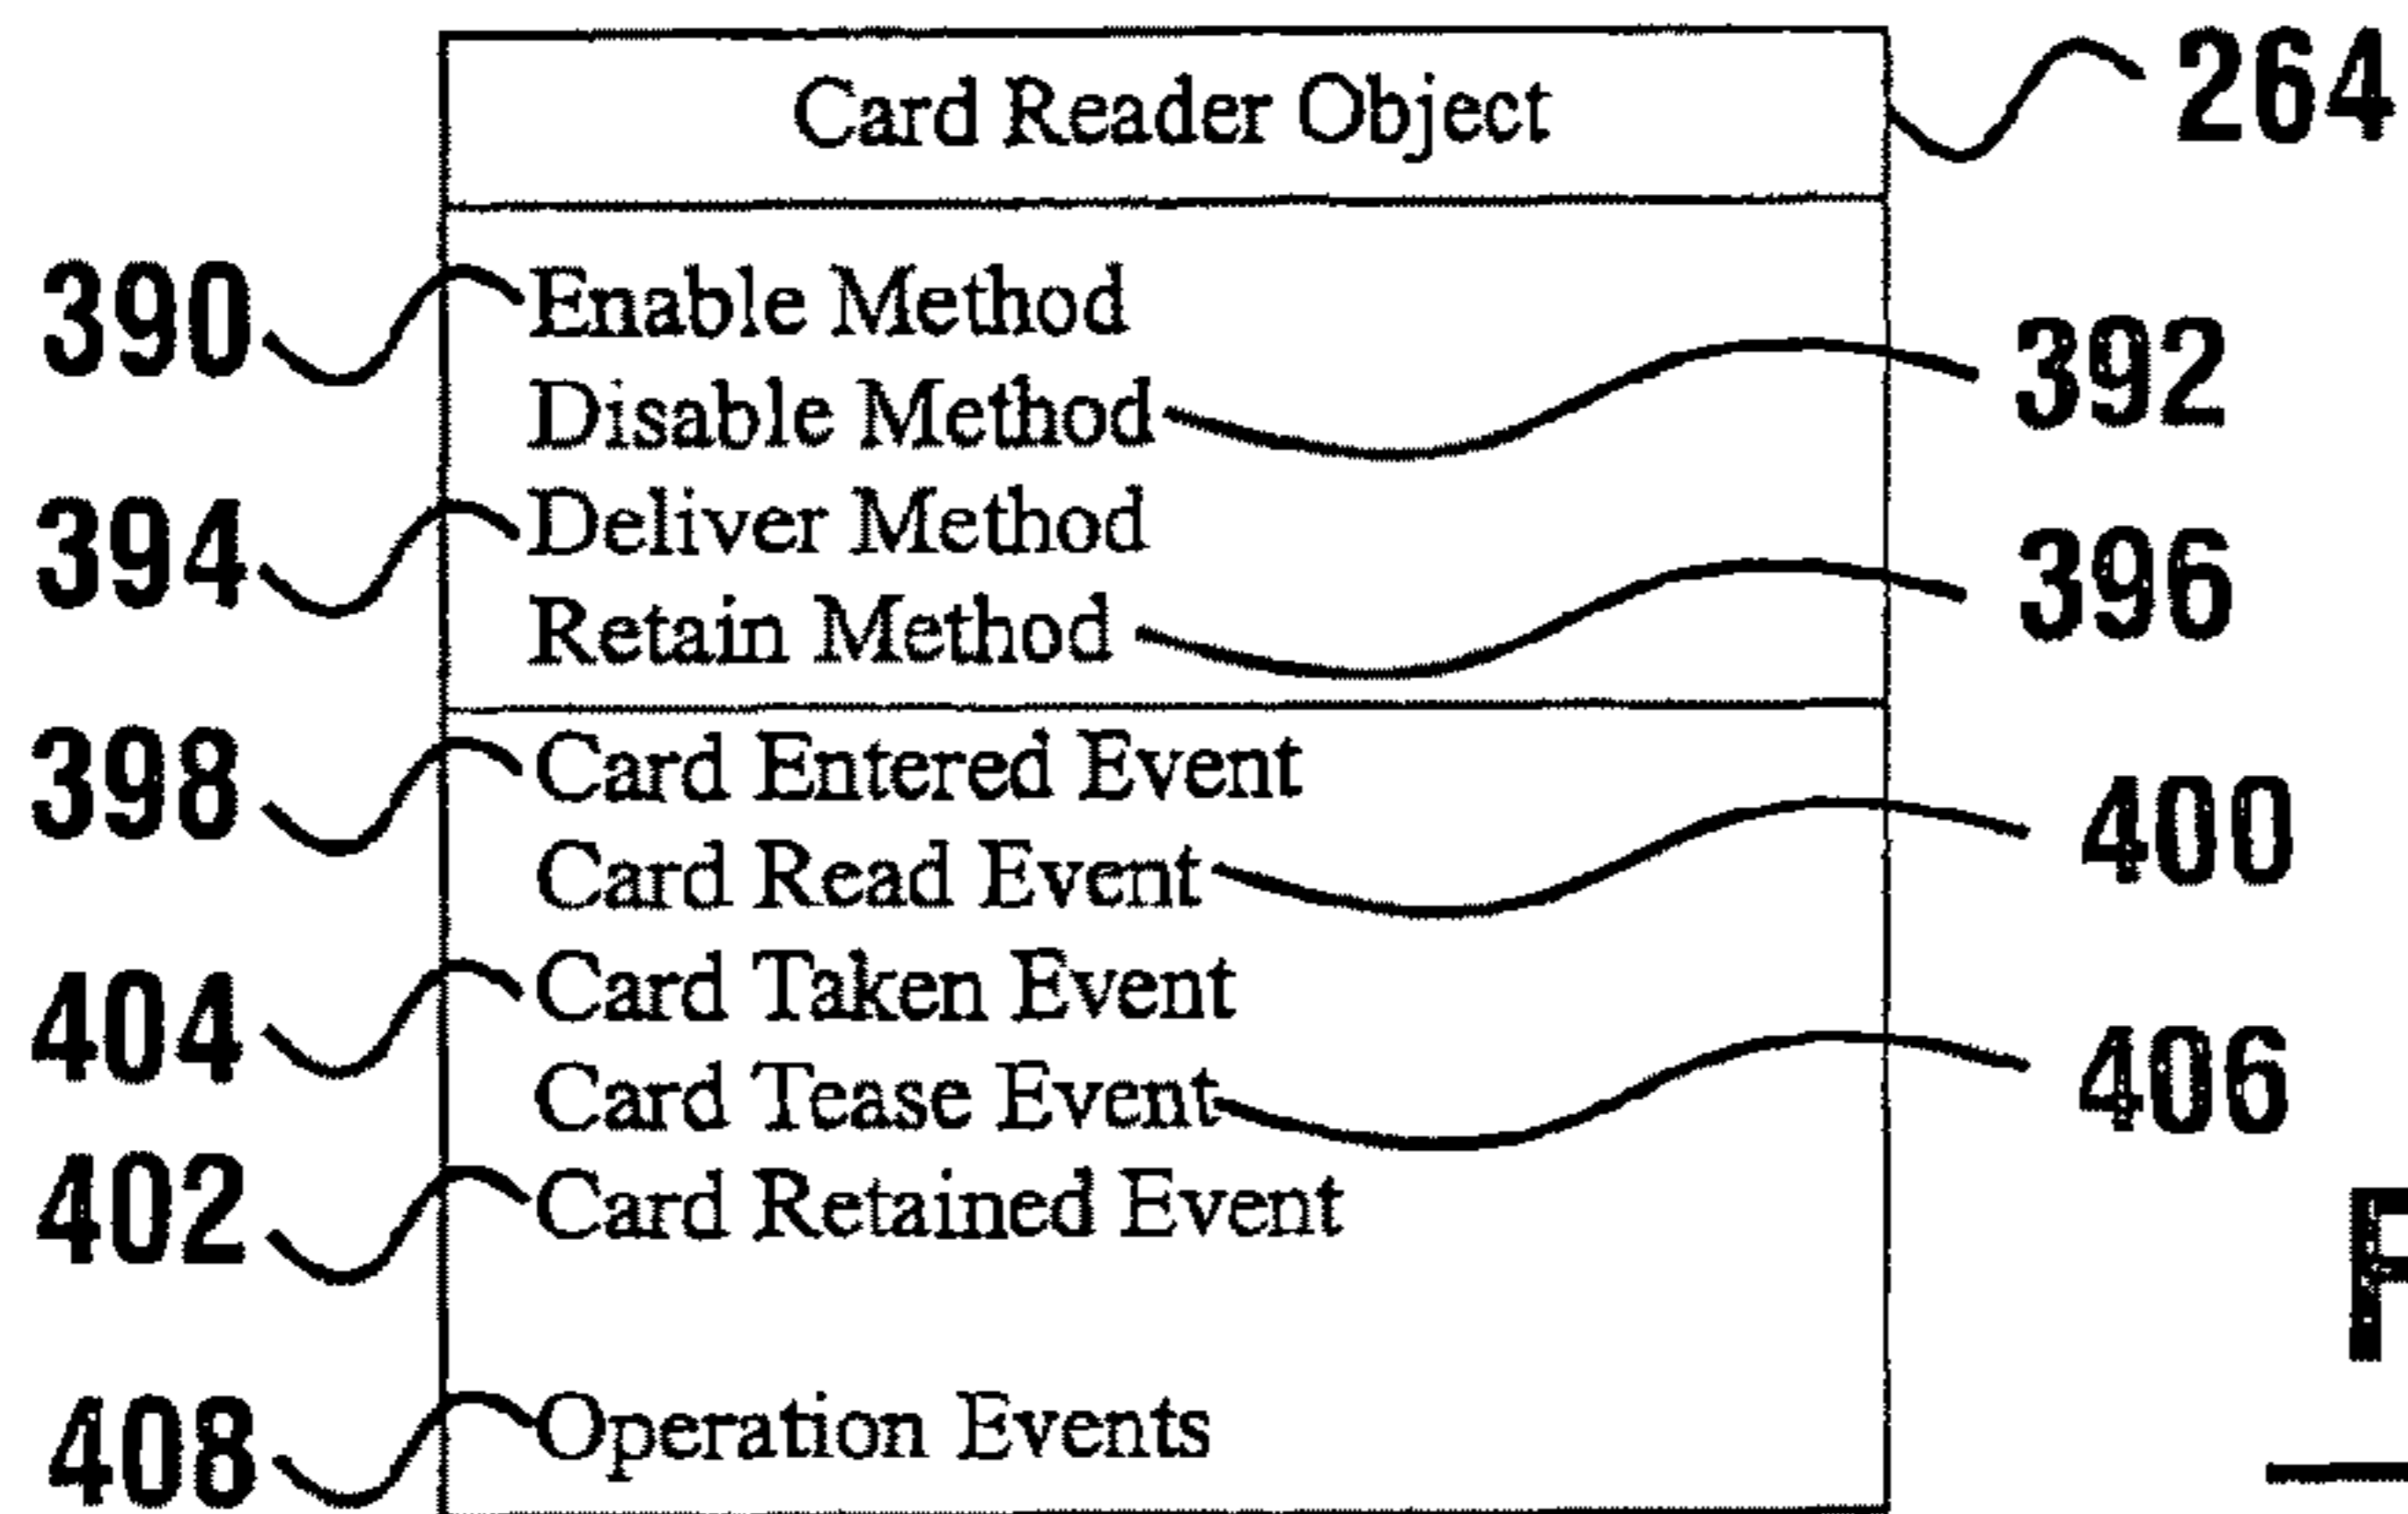 Card Reader Object 264
390 Enable Method
Disable Method 392
394 Deliver Method
Retain Method 396
398 Card Entered Event
Card Read Event 400
404 Card Taken Event
Card Tease Event 406
402 Card Retained Event
408 Operation Events